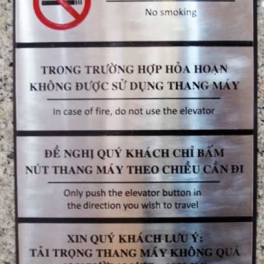 No smoking
TRONG TRƯỜNG HỢP HỎA HOẠN
KHÔNG ĐƯỢC SỬ DỤNG THANG MÁY
In case of fire, do not use the elevator
ĐỀ NGHỊ QUÝ KHÁCH CHỈ BẤM
NÚT THANG MÁY THEO CHIỀU CẦN ĐI
Only push the elevator button in
the direction you wish to travel
XIN QUÝ KHÁCH LƯU Ý:
TẢI TRỌNG THANG MÁY KHÔNG QUÁ